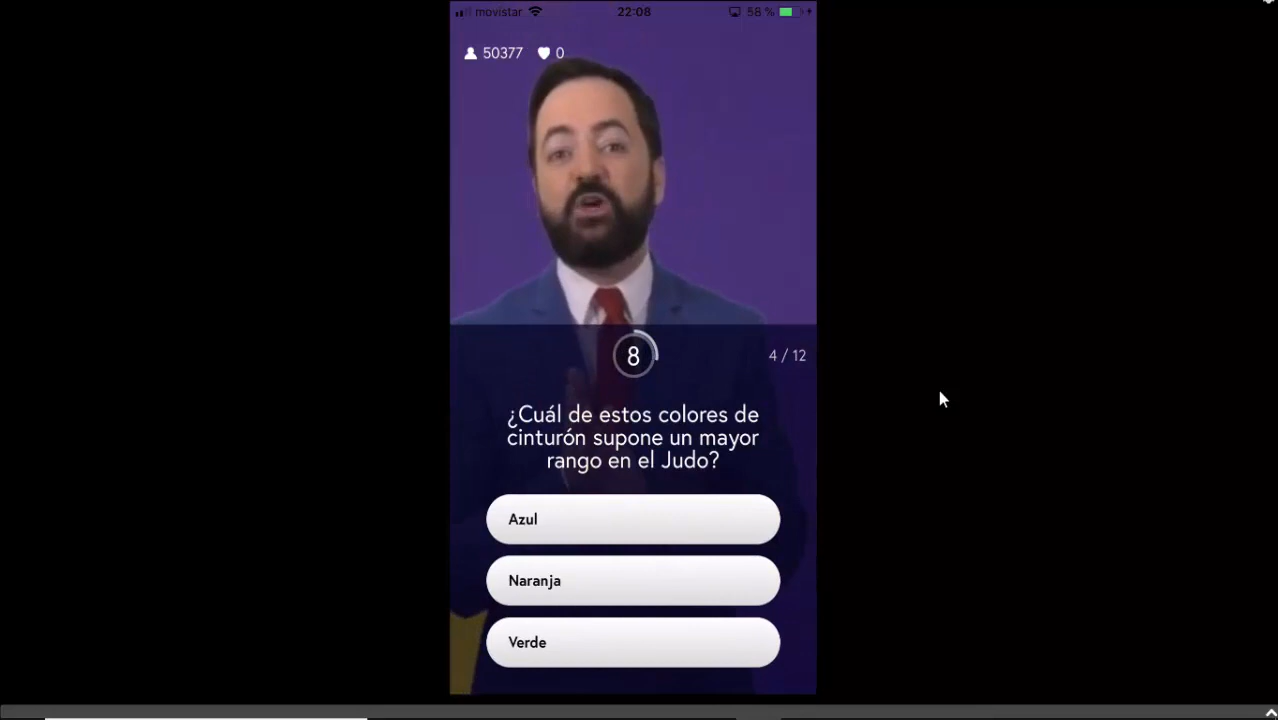 movistar 22:08 58 %
50377 0
8 4 / 12
¿Cuál de estos colores de
cinturón supone un mayor
rango en el Judo?
Azul
Naranja
Verde